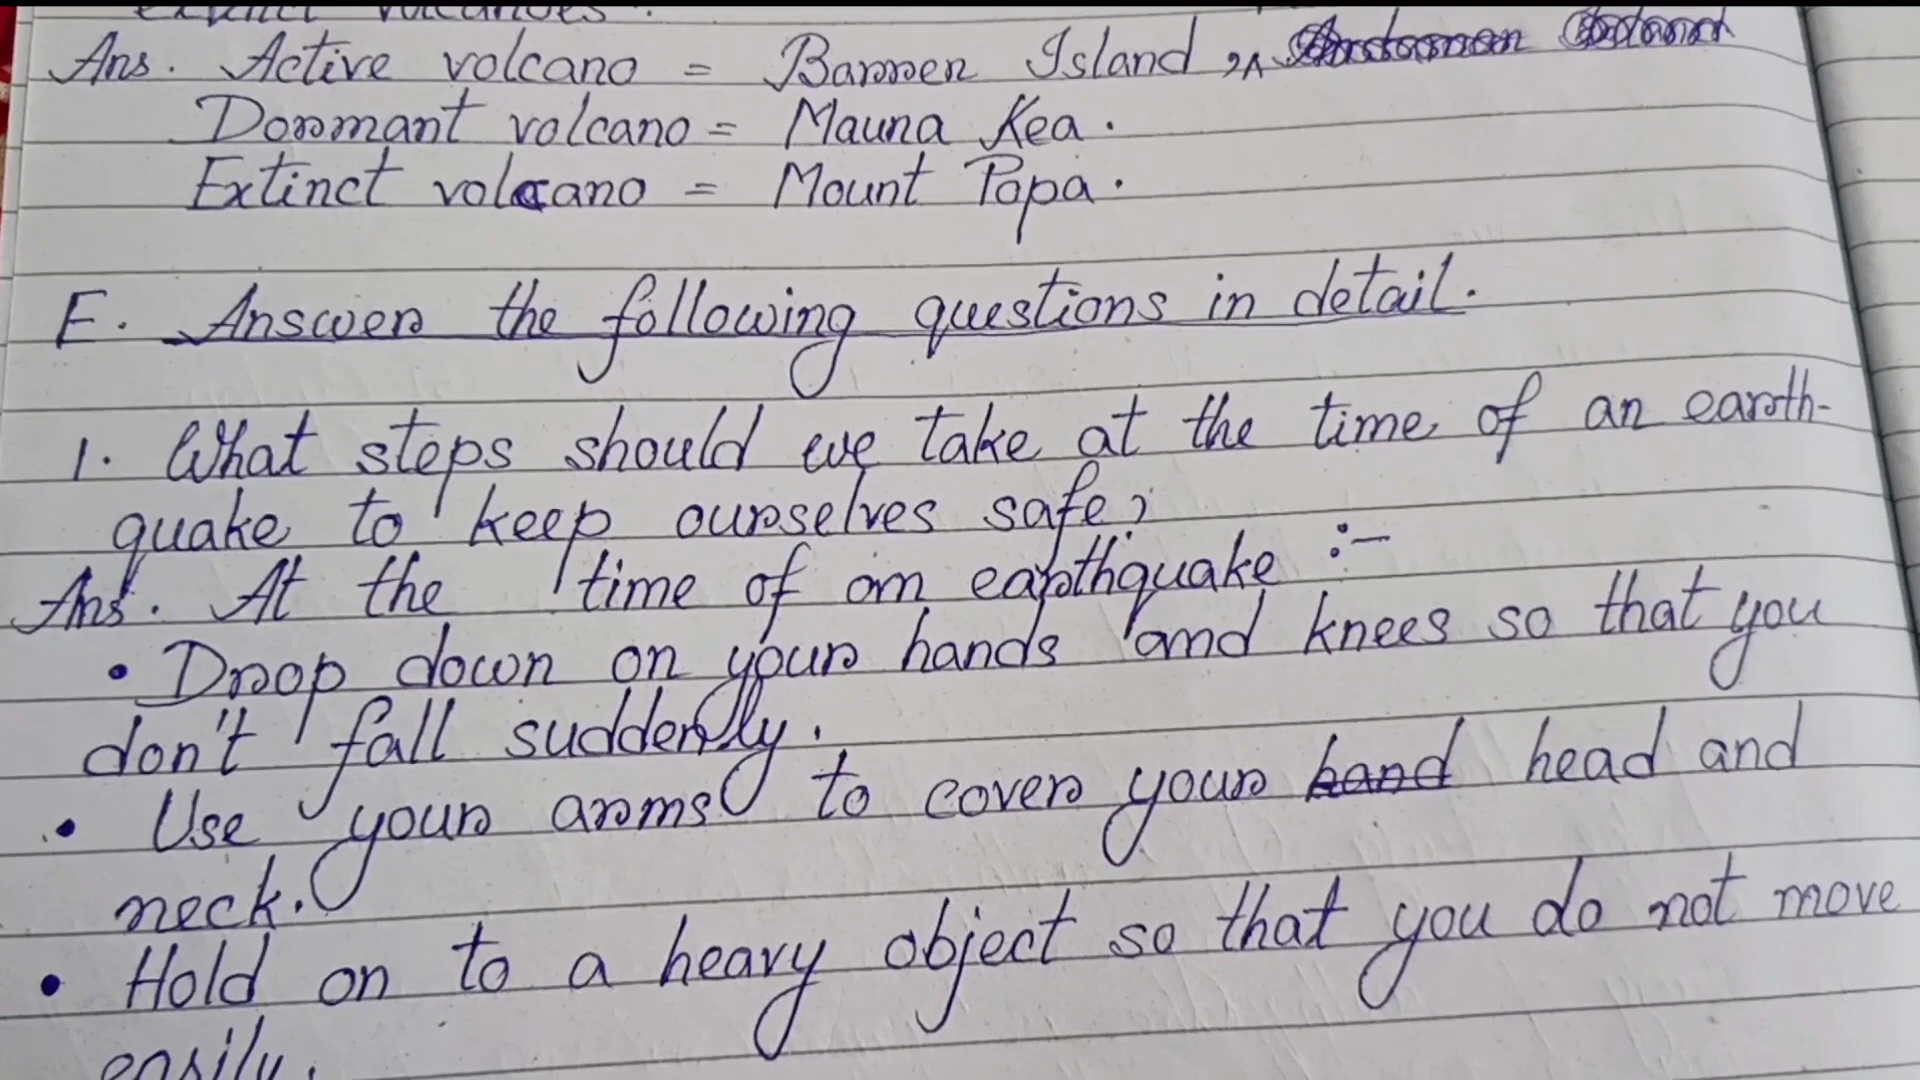 extinct volcanoes.
Ans. Active volcano = Barren Island ,
Dormant volcano = Mauna Kea.
Extinct volcano = Mount Popa.
E. Answer the following questions in detail.
1. What steps should we take at the time of an earth-
quake to keep ourselves safe?
Ans. At the time of an earthquake :-
• Drop down on your hands and knees so that you
don't fall suddenly.
• Use your arms to cover your hand head and
neck.
• Hold on to a heavy object so that you do not move
easily.